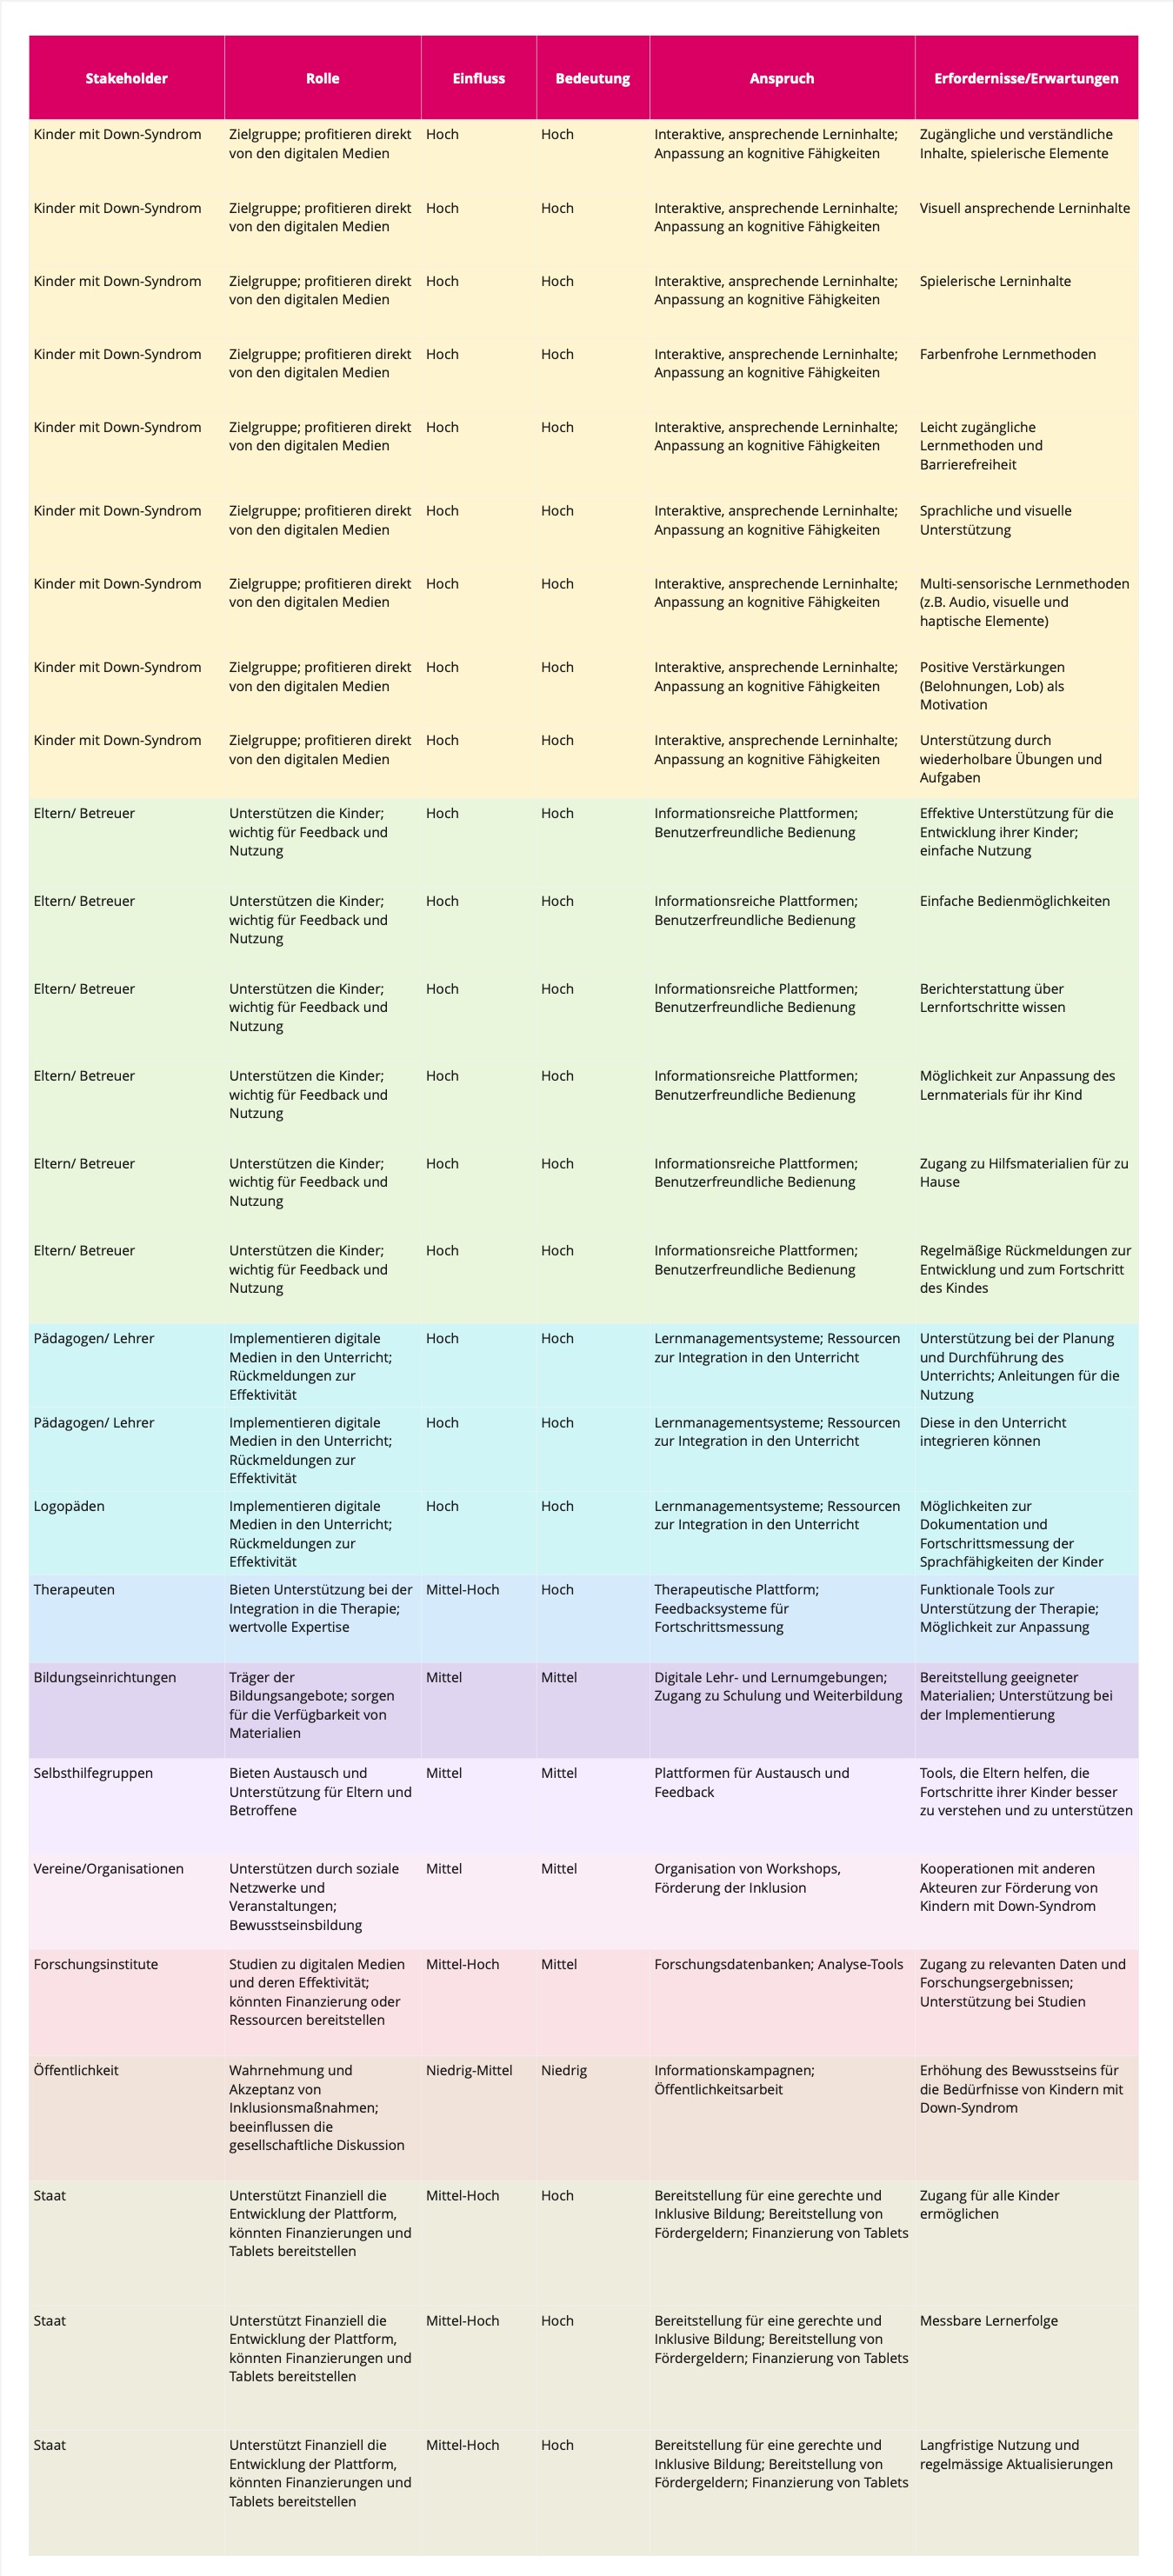 Stakeholder Rolle Einfluss Bedeutung Anspruch Erfordernisse/Erwartungen
Kinder mit Down-Syndrom Zielgruppe; profitieren direkt Hoch Hoch Interaktive, ansprechende Lerninhalte; Zugängliche und verständliche
von den digitalen Medien Anpassung an kognitive Fähigkeiten Inhalte, spielerische Elemente
Kinder mit Down-Syndrom Zielgruppe; profitieren direkt Hoch Hoch Interaktive, ansprechende Lerninhalte; Visuell ansprechende Lerninhalte
von den digitalen Medien Anpassung an kognitive Fähigkeiten
Kinder mit Down-Syndrom Zielgruppe; profitieren direkt Hoch Hoch Interaktive, ansprechende Lerninhalte; Spielerische Lerninhalte
von den digitalen Medien Anpassung an kognitive Fähigkeiten
Kinder mit Down-Syndrom Zielgruppe; profitieren direkt Hoch Hoch Interaktive, ansprechende Lerninhalte; Farbenfrohe Lernmethoden
von den digitalen Medien Anpassung an kognitive Fähigkeiten
Kinder mit Down-Syndrom Zielgruppe; profitieren direkt Hoch Hoch Interaktive, ansprechende Lerninhalte; Leicht zugängliche
von den digitalen Medien Anpassung an kognitive Fähigkeiten Lernmethoden und
Barrierefreiheit
Kinder mit Down-Syndrom Zielgruppe; profitieren direkt Hoch Hoch Interaktive, ansprechende Lerninhalte; Sprachliche und visuelle
von den digitalen Medien Anpassung an kognitive Fähigkeiten Unterstützung
Kinder mit Down-Syndrom Zielgruppe; profitieren direkt Hoch Hoch Interaktive, ansprechende Lerninhalte; Multi-sensorische Lernmethoden
von den digitalen Medien Anpassung an kognitive Fähigkeiten (z.B. Audio, visuelle und
haptische Elemente)
Kinder mit Down-Syndrom Zielgruppe; profitieren direkt Hoch Hoch Interaktive, ansprechende Lerninhalte; Positive Verstärkungen
von den digitalen Medien Anpassung an kognitive Fähigkeiten (Belohnungen, Lob) als
Motivation
Kinder mit Down-Syndrom Zielgruppe; profitieren direkt Hoch Hoch Interaktive, ansprechende Lerninhalte; Unterstützung durch
von den digitalen Medien Anpassung an kognitive Fähigkeiten wiederholbare Übungen und
Aufgaben
Eltern/ Betreuer Unterstützen die Kinder; Hoch Hoch Informationsreiche Plattformen; Effektive Unterstützung für die
wichtig für Feedback und Benutzerfreundliche Bedienung Entwicklung ihrer Kinder;
Nutzung einfache Nutzung
Eltern/ Betreuer Unterstützen die Kinder; Hoch Hoch Informationsreiche Plattformen; Einfache Bedienmöglichkeiten
wichtig für Feedback und Benutzerfreundliche Bedienung
Nutzung
Eltern/ Betreuer Unterstützen die Kinder; Hoch Hoch Informationsreiche Plattformen; Berichterstattung über
wichtig für Feedback und Benutzerfreundliche Bedienung Lernfortschritte wissen
Nutzung
Eltern/ Betreuer Unterstützen die Kinder; Hoch Hoch Informationsreiche Plattformen; Möglichkeit zur Anpassung des
wichtig für Feedback und Benutzerfreundliche Bedienung Lernmaterials für ihr Kind
Nutzung
Eltern/ Betreuer Unterstützen die Kinder; Hoch Hoch Informationsreiche Plattformen; Zugang zu Hilfsmaterialien für zu
wichtig für Feedback und Benutzerfreundliche Bedienung Hause
Nutzung
Eltern/ Betreuer Unterstützen die Kinder; Hoch Hoch Informationsreiche Plattformen; Regelmäßige Rückmeldungen zur
wichtig für Feedback und Benutzerfreundliche Bedienung Entwicklung und zum Fortschritt
Nutzung des Kindes
Pädagogen/ Lehrer Implementieren digitale Hoch Hoch Lernmanagementsysteme; Ressourcen Unterstützung bei der Planung
Medien in den Unterricht; zur Integration in den Unterricht und Durchführung des
Rückmeldungen zur Unterrichts; Anleitungen für die
Effektivität Nutzung
Pädagogen/ Lehrer Implementieren digitale Hoch Hoch Lernmanagementsysteme; Ressourcen Diese in den Unterricht
Medien in den Unterricht; zur Integration in den Unterricht integrieren können
Rückmeldungen zur
Effektivität
Logopäden Implementieren digitale Hoch Hoch Lernmanagementsysteme; Ressourcen Möglichkeiten zur
Medien in den Unterricht; zur Integration in den Unterricht Dokumentation und
Rückmeldungen zur Fortschrittsmessung der
Effektivität Sprachfähigkeiten der Kinder
Therapeuten Bieten Unterstützung bei der Mittel-Hoch Hoch Therapeutische Plattform; Funktionale Tools zur
Integration in die Therapie; Feedbacksysteme für Unterstützung der Therapie;
wertvolle Expertise Fortschrittsmessung Möglichkeit zur Anpassung
Bildungseinrichtungen Träger der Mittel Mittel Digitale Lehr- und Lernumgebungen; Bereitstellung geeigneter
Bildungsangebote; sorgen Zugang zu Schulung und Weiterbildung Materialien; Unterstützung bei
für die Verfügbarkeit von der Implementierung
Materialien
Selbsthilfegruppen Bieten Austausch und Mittel Mittel Plattformen für Austausch und Tools, die Eltern helfen, die
Unterstützung für Eltern und Feedback Fortschritte ihrer Kinder besser
Betroffene zu verstehen und zu unterstützen
Vereine/Organisationen Unterstützen durch soziale Mittel Mittel Organisation von Workshops, Kooperationen mit anderen
Netzwerke und Förderung der Inklusion Akteuren zur Förderung von
Veranstaltungen; Kindern mit Down-Syndrom
Bewusstseinsbildung
Forschungsinstitute Studien zu digitalen Medien Mittel-Hoch Mittel Forschungsdatenbanken; Analyse-Tools Zugang zu relevanten Daten und
und deren Effektivität; Forschungsergebnissen;
könnten Finanzierung oder Unterstützung bei Studien
Ressourcen bereitstellen
Öffentlichkeit Wahrnehmung und Niedrig-Mittel Niedrig Informationskampagnen; Erhöhung des Bewusstseins für
Akzeptanz von Öffentlichkeitsarbeit die Bedürfnisse von Kindern mit
Inklusionsmaßnahmen; Down-Syndrom
beeinflussen die
gesellschaftliche Diskussion
Staat Unterstützt Finanziell die Mittel-Hoch Hoch Bereitstellung für eine gerechte und Zugang für alle Kinder
Entwicklung der Plattform, Inklusive Bildung; Bereitstellung von ermöglichen
könnten Finanzierungen und Fördergeldern; Finanzierung von Tablets
Tablets bereitstellen
Staat Unterstützt Finanziell die Mittel-Hoch Hoch Bereitstellung für eine gerechte und Messbare Lernerfolge
Entwicklung der Plattform, Inklusive Bildung; Bereitstellung von
könnten Finanzierungen und Fördergeldern; Finanzierung von Tablets
Tablets bereitstellen
Staat Unterstützt Finanziell die Mittel-Hoch Hoch Bereitstellung für eine gerechte und Langfristige Nutzung und
Entwicklung der Plattform, Inklusive Bildung; Bereitstellung von regelmässige Aktualisierungen
könnten Finanzierungen und Fördergeldern; Finanzierung von Tablets
Tablets bereitstellen